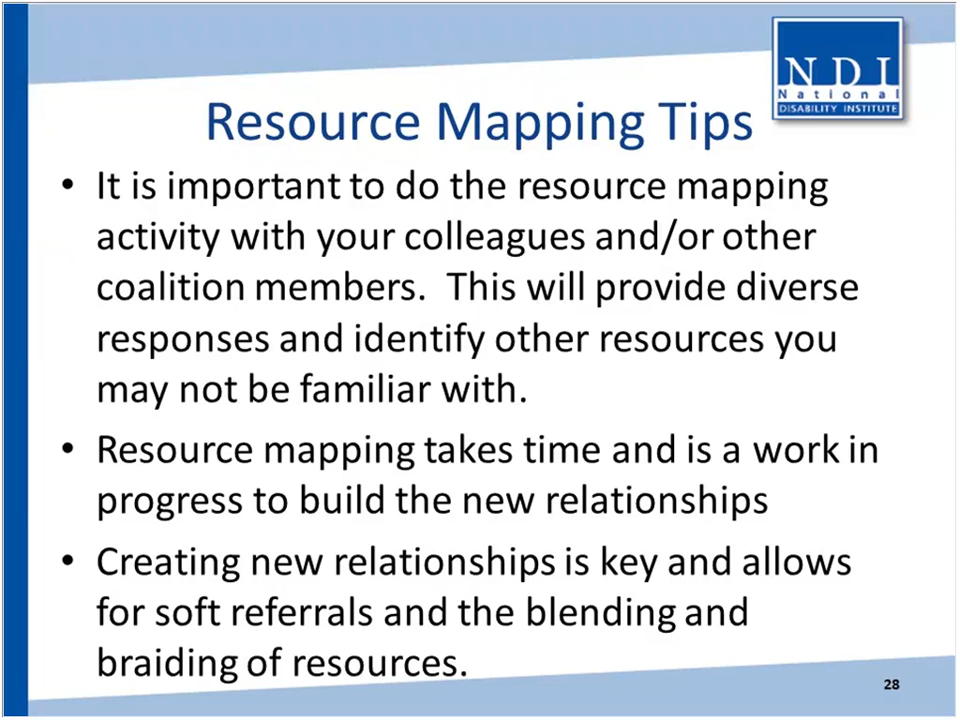 NDI
National
DISABILITY INSTITUTE
Resource Mapping Tips
• It is important to do the resource mapping
activity with your colleagues and/or other
coalition members.  This will provide diverse
responses and identify other resources you
may not be familiar with.
• Resource mapping takes time and is a work in
progress to build the new relationships
• Creating new relationships is key and allows
for soft referrals and the blending and
braiding of resources.
28